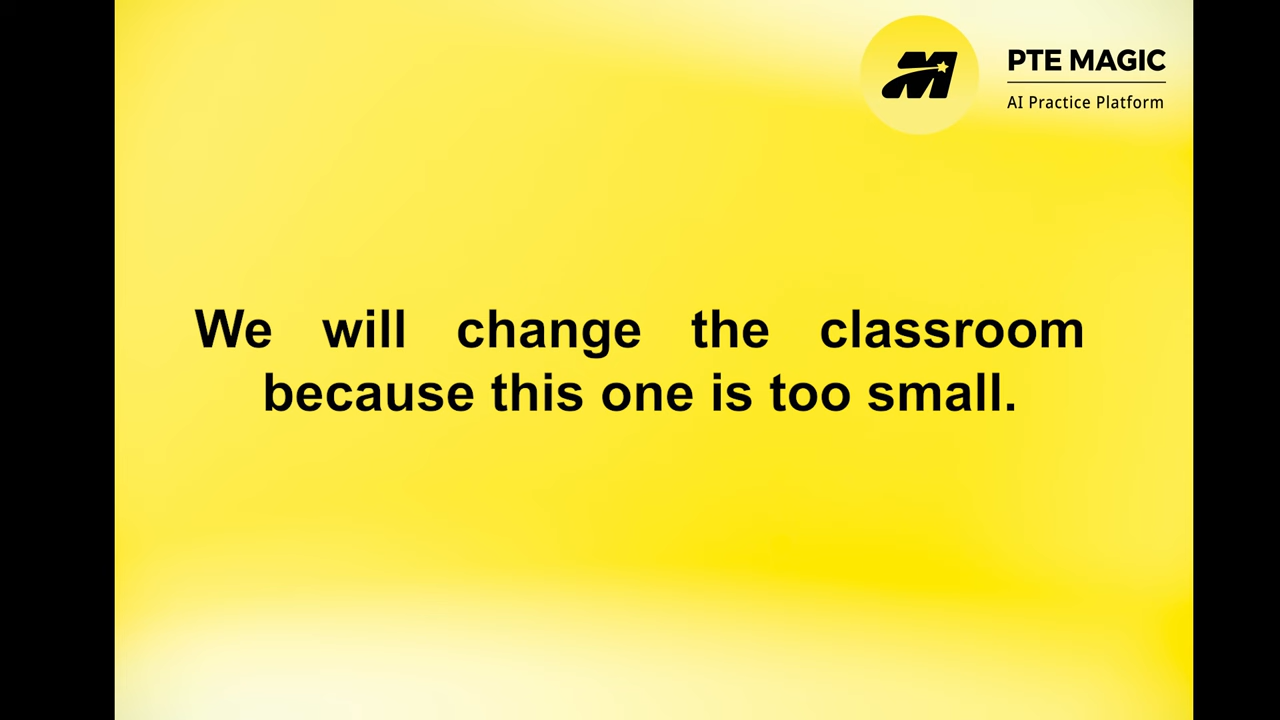 PTE MAGIC
AI Practice Platform
We will change the classroom
because this one is too small.